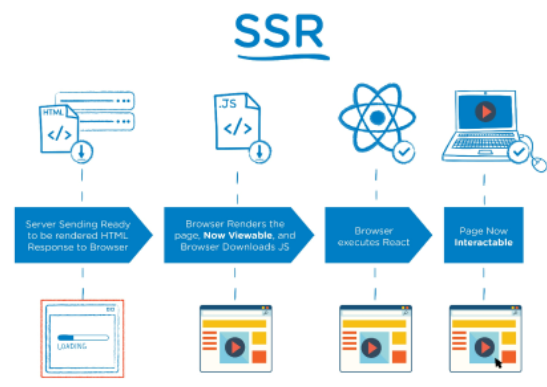 SSR
HTML
</>
.JS
</>
Server Sending Ready
to be rendered HTML
Response to Browser
Browser Renders the
page, Now Viewable, and
Browser Downloads JS
Browser
executes React
Page Now
Interactable
LOADING